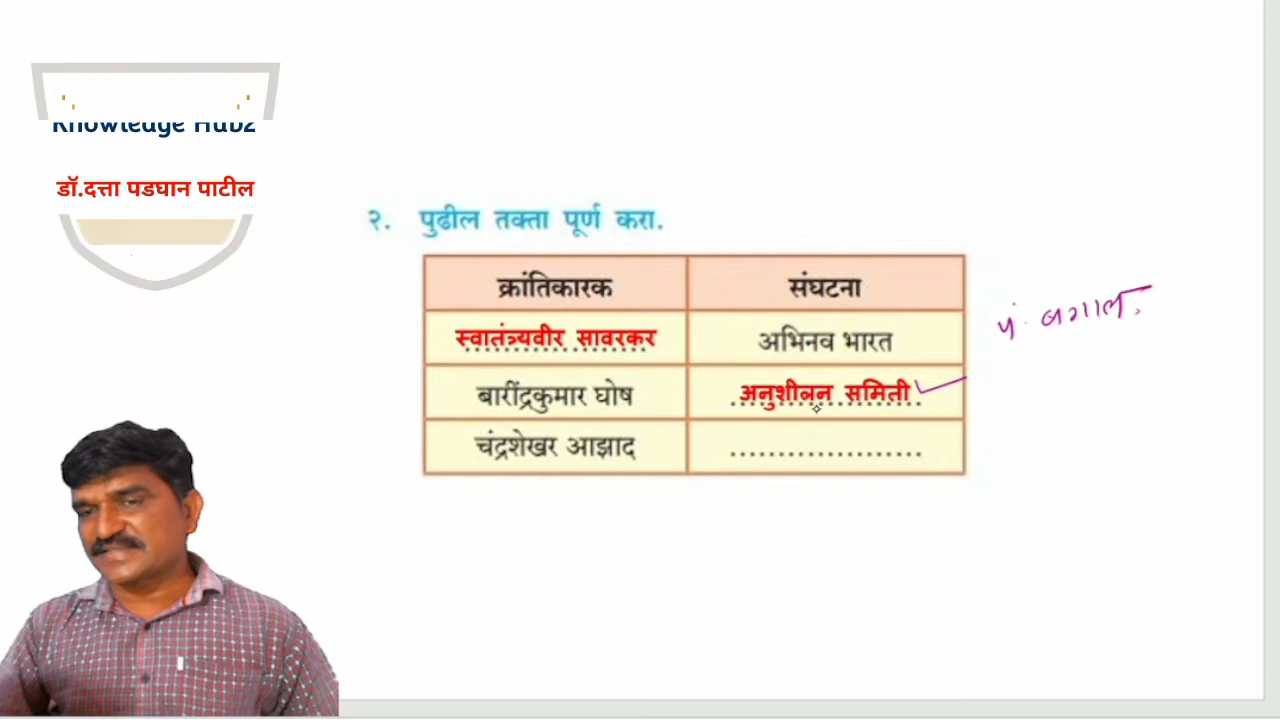 Knowledge Hub2
डॉ.दत्ता पडघान पाटील
२. पुढील तक्ता पूर्ण करा.
क्रांतिकारक संघटना
स्वातंत्र्यवीर सावरकर अभिनव भारत
बारींद्रकुमार घोष अनुशीलन समिती
चंद्रशेखर आझाद ....................
पं. बगाल.